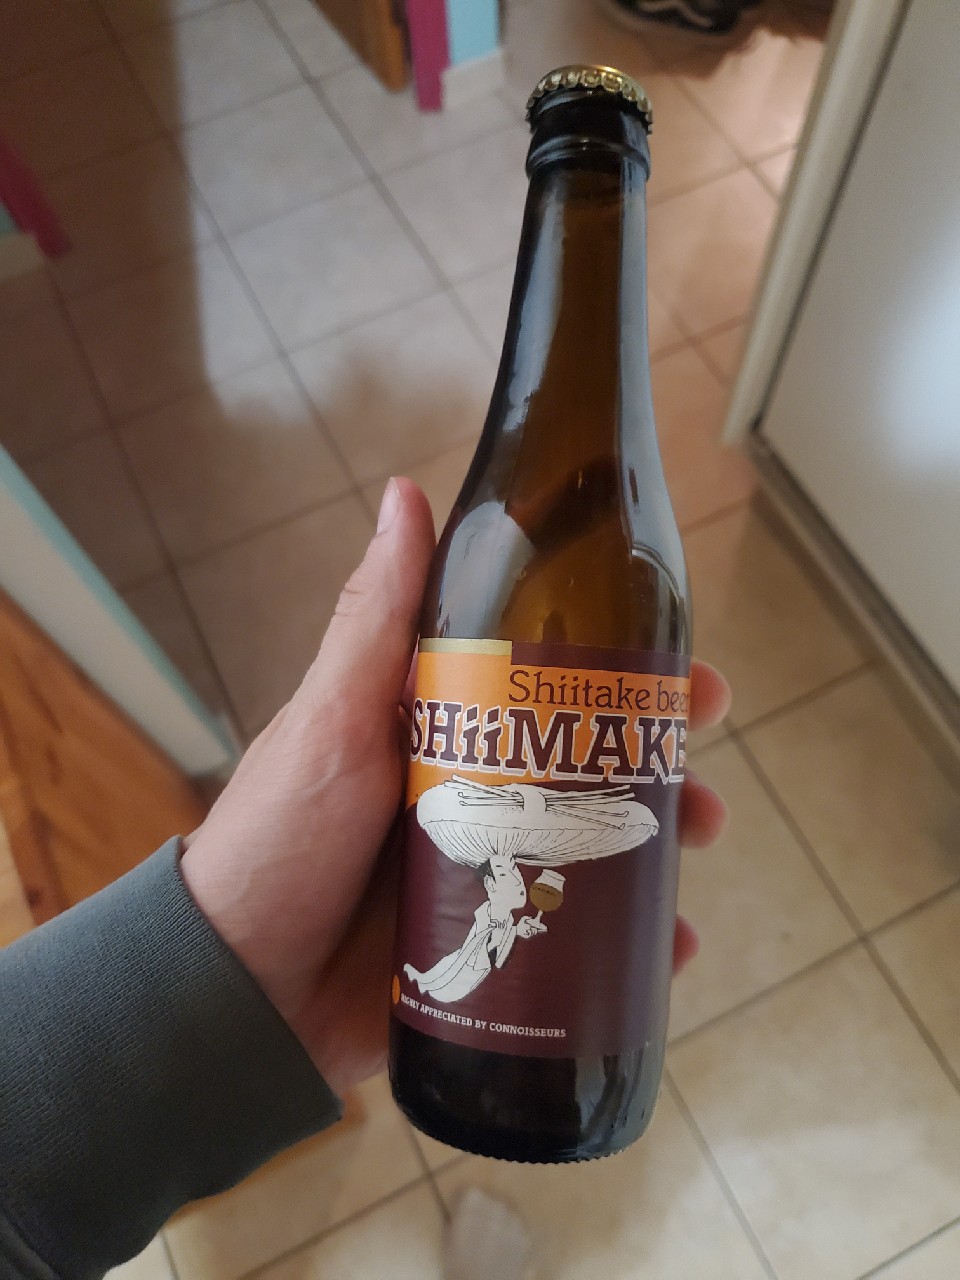 Shiitake beer
SHiiMAKE
HIGHLY APPRECIATED BY CONNOISSEURS